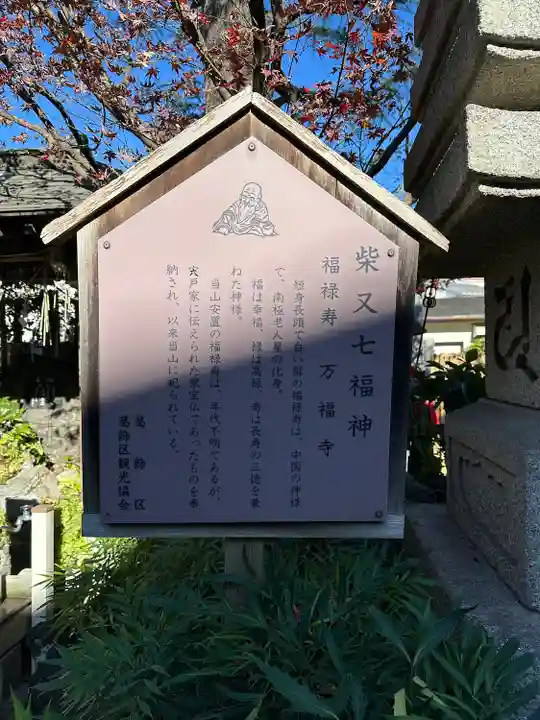 柴又七福神
福禄寿 万福寺
短身長頭で白い髯の福禄寿は、中国の神様
で、南極老人星の化身。
福は幸福、禄は高禄、寿は長寿の三徳を兼
ねた神様。
当山安置の福禄寿は、年代不明であるが、
宍戸家に伝えられた家宝仏であったものを奉
納され、以来当山に祀られている。
葛飾区
葛飾区観光協会